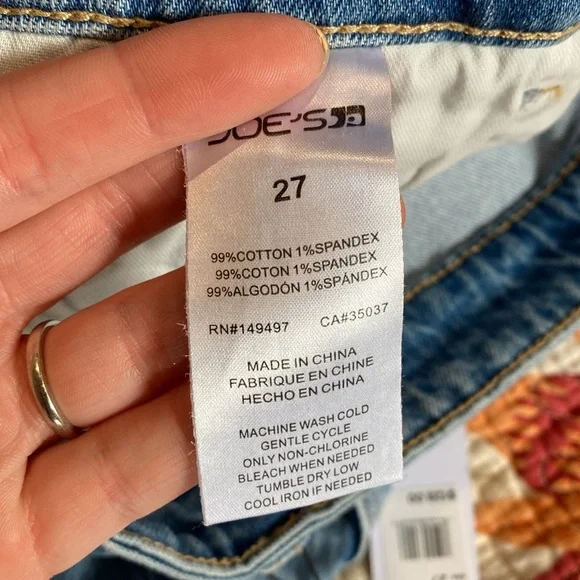 JOE'S
27
99%COTTON 1%SPANDEX
99%COTON 1%SPANDEX
99%ALGODÓN 1%SPÁNDEX
RN#149497 CA#35037
MADE IN CHINA
FABRIQUE EN CHINE
HECHO EN CHINA
MACHINE WASH COLD
GENTLE CYCLE
ONLY NON-CHLORINE
BLEACH WHEN NEEDED
TUMBLE DRY LOW
COOL IRON IF NEEDED